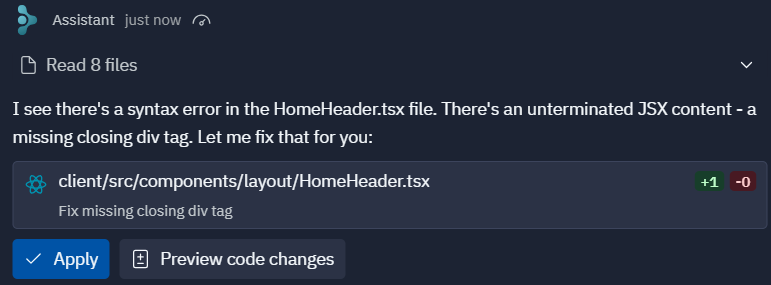 Assistant just now
Read 8 files
I see there's a syntax error in the HomeHeader.tsx file. There's an unterminated JSX content - a
missing closing div tag. Let me fix that for you:
client/src/components/layout/HomeHeader.tsx +1 -0
Fix missing closing div tag
Apply Preview code changes